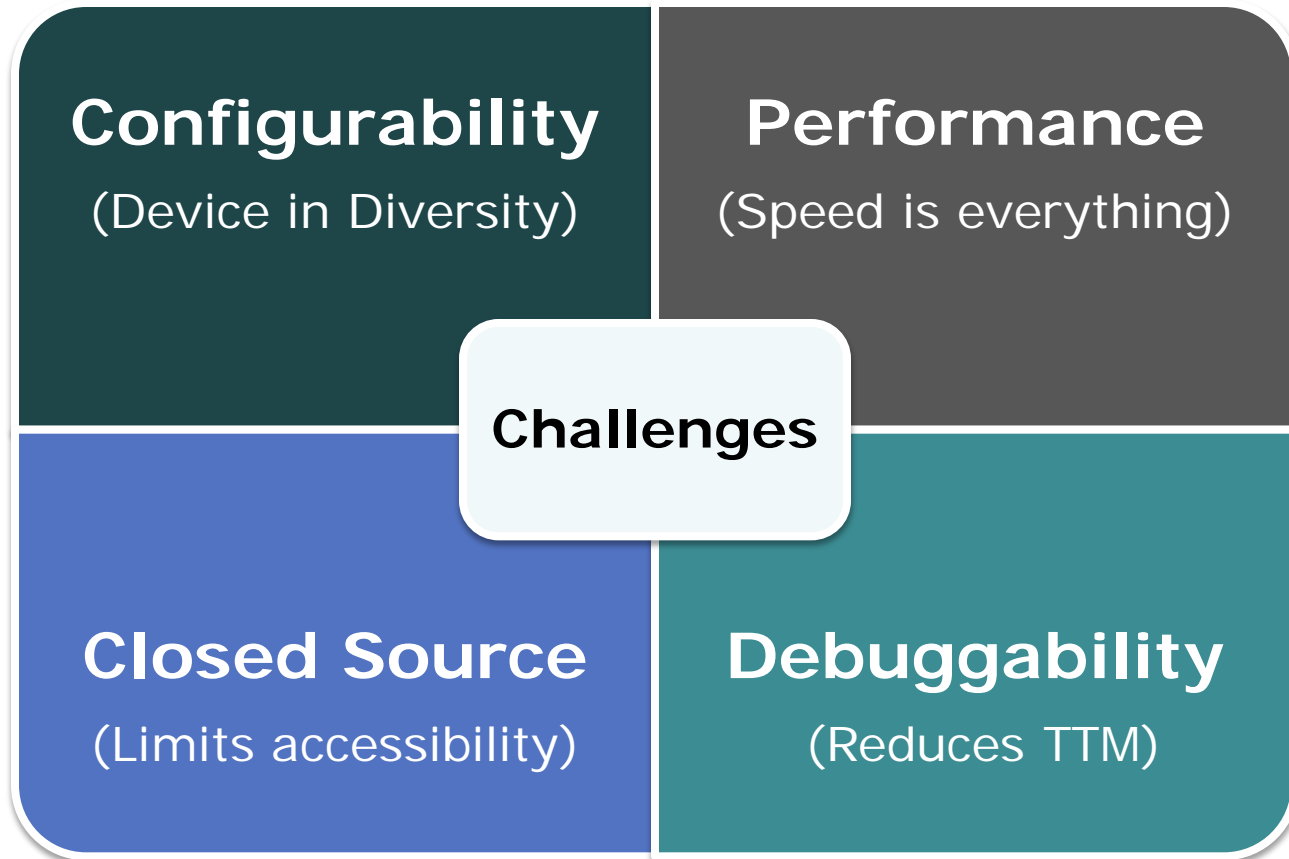 Configurability
(Device in Diversity)
Performance
(Speed is everything)
Challenges
Closed Source
(Limits accessibility)
Debuggability
(Reduces TTM)